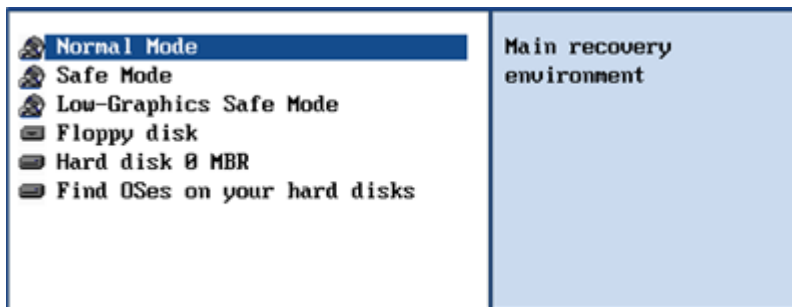 Normal Mode
Safe Mode
Low-Graphics Safe Mode
Floppy disk
Hard disk 0 MBR
Find OSes on your hard disks
Main recovery
environment